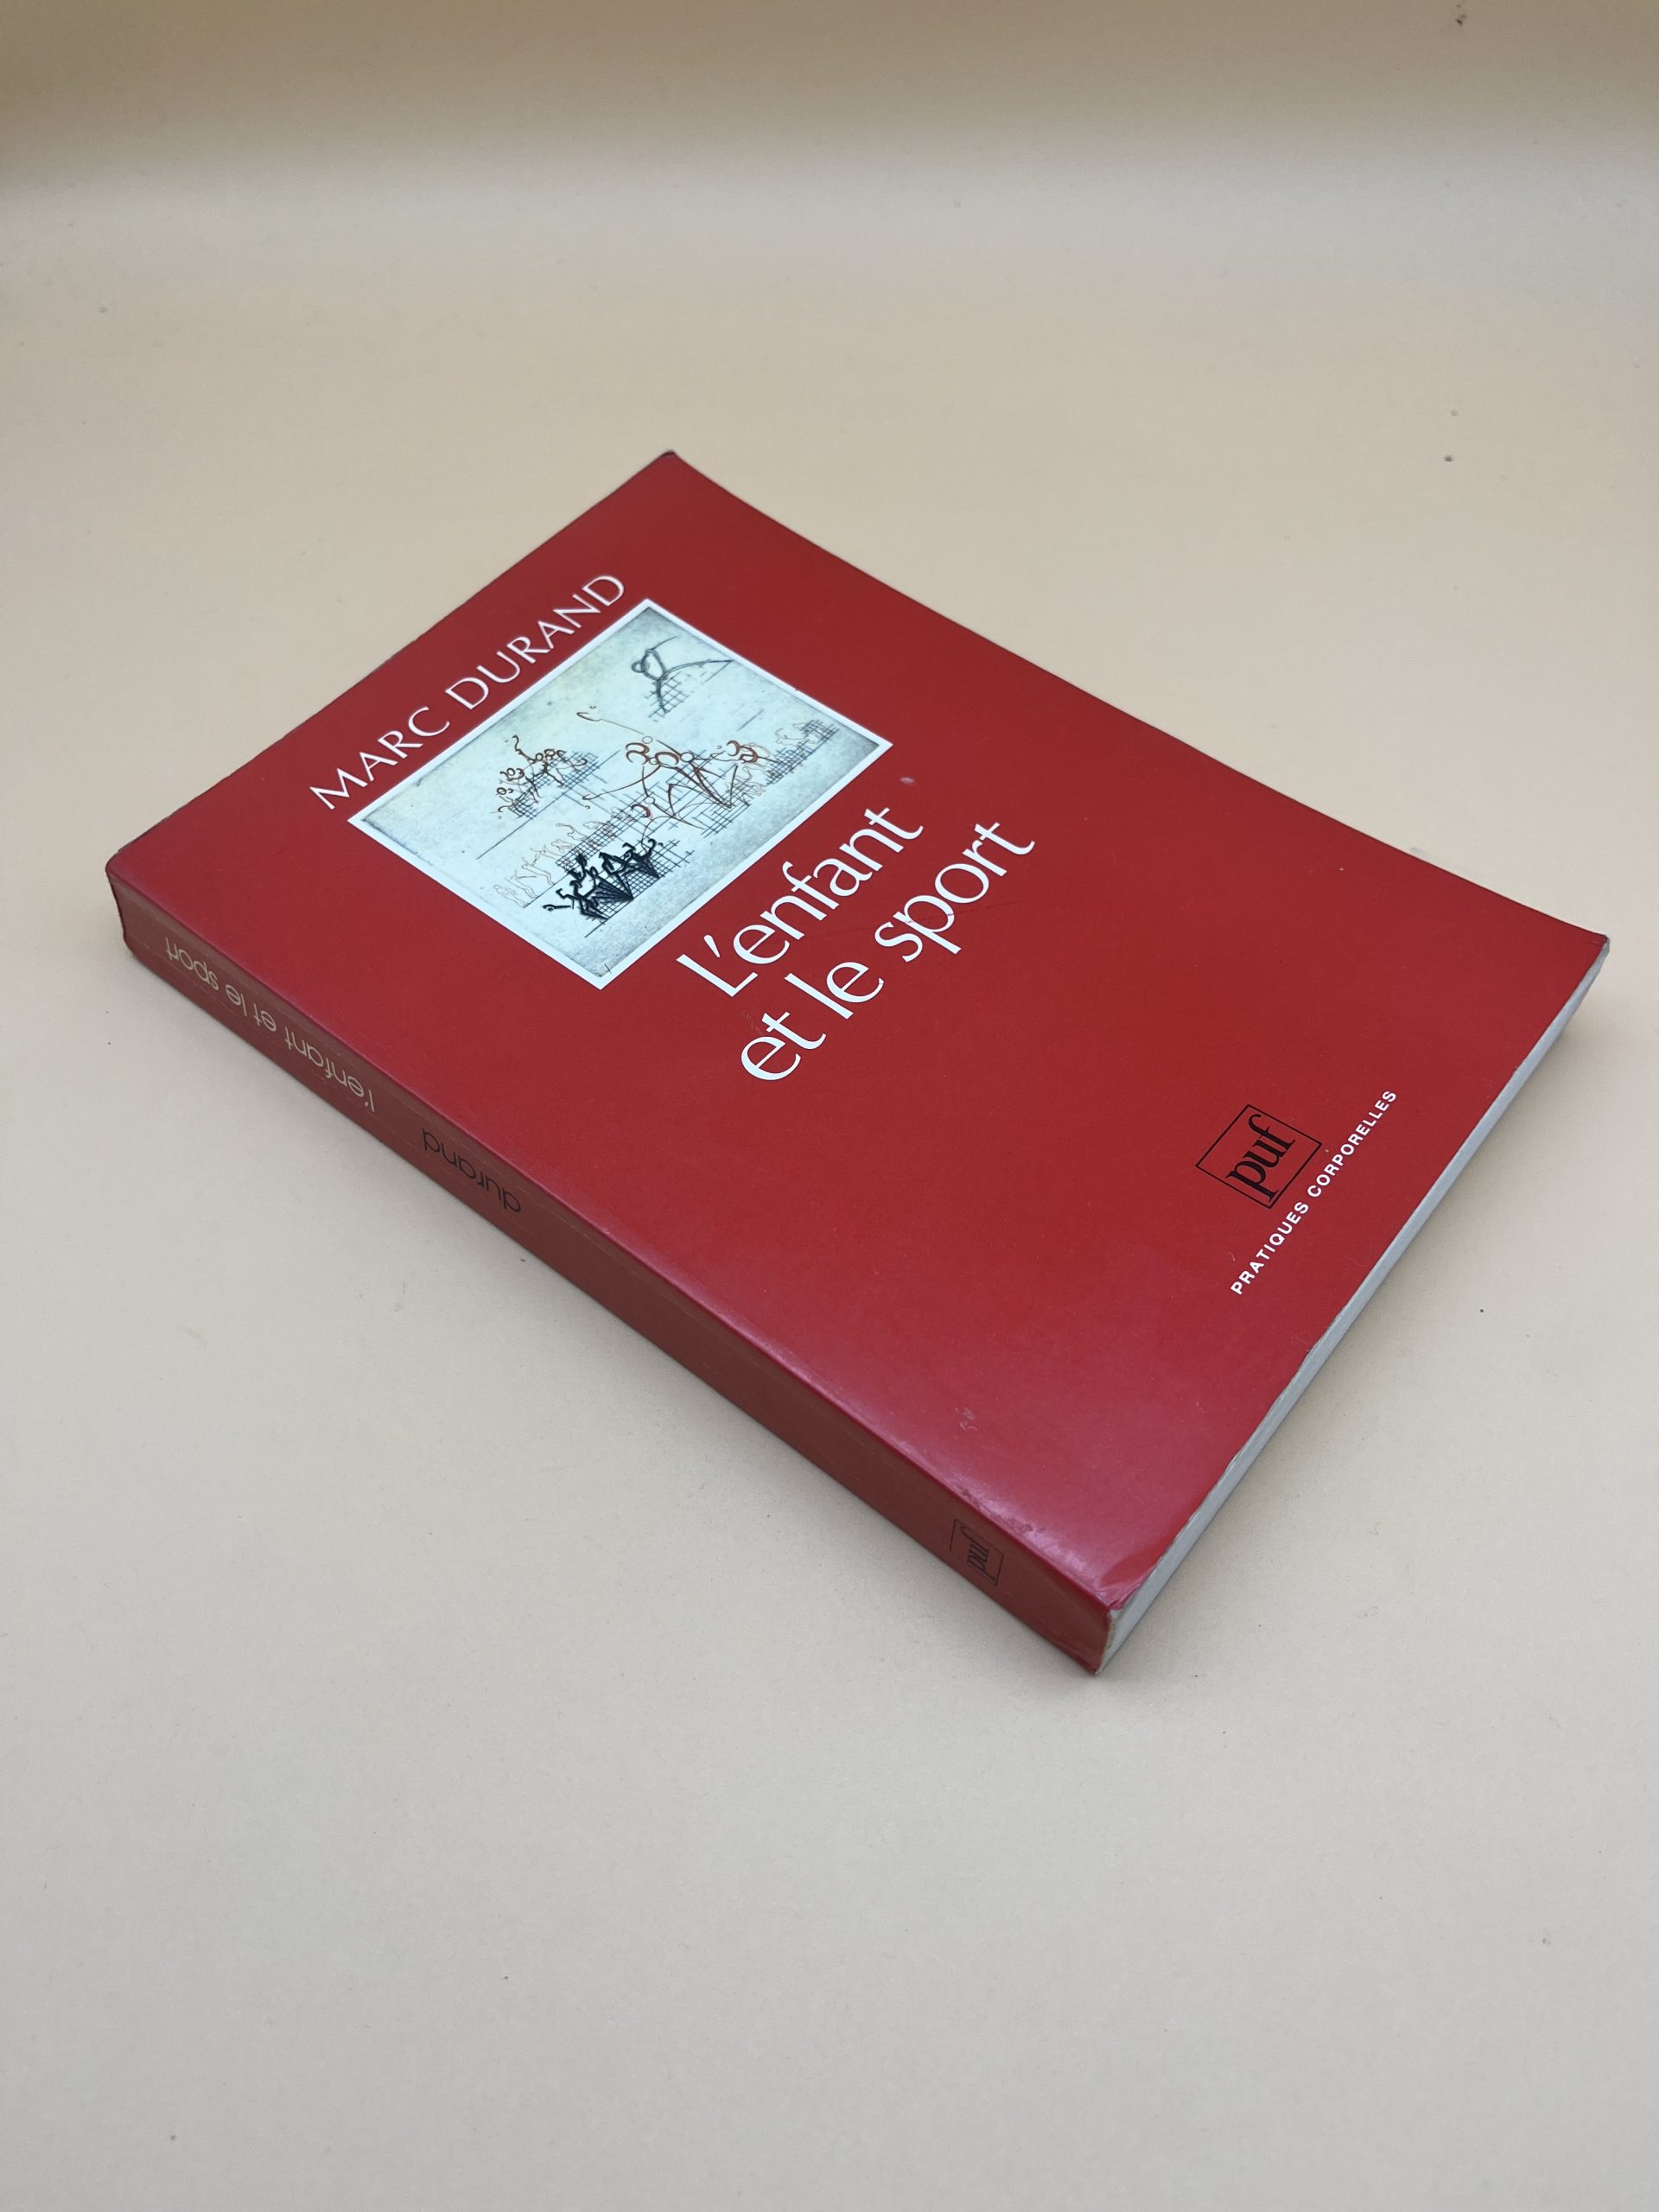 MARC DURAND
L'enfant
et le sport
puf
PRATIQUES CORPORELLES
durand
l'enfant et le sport
puf